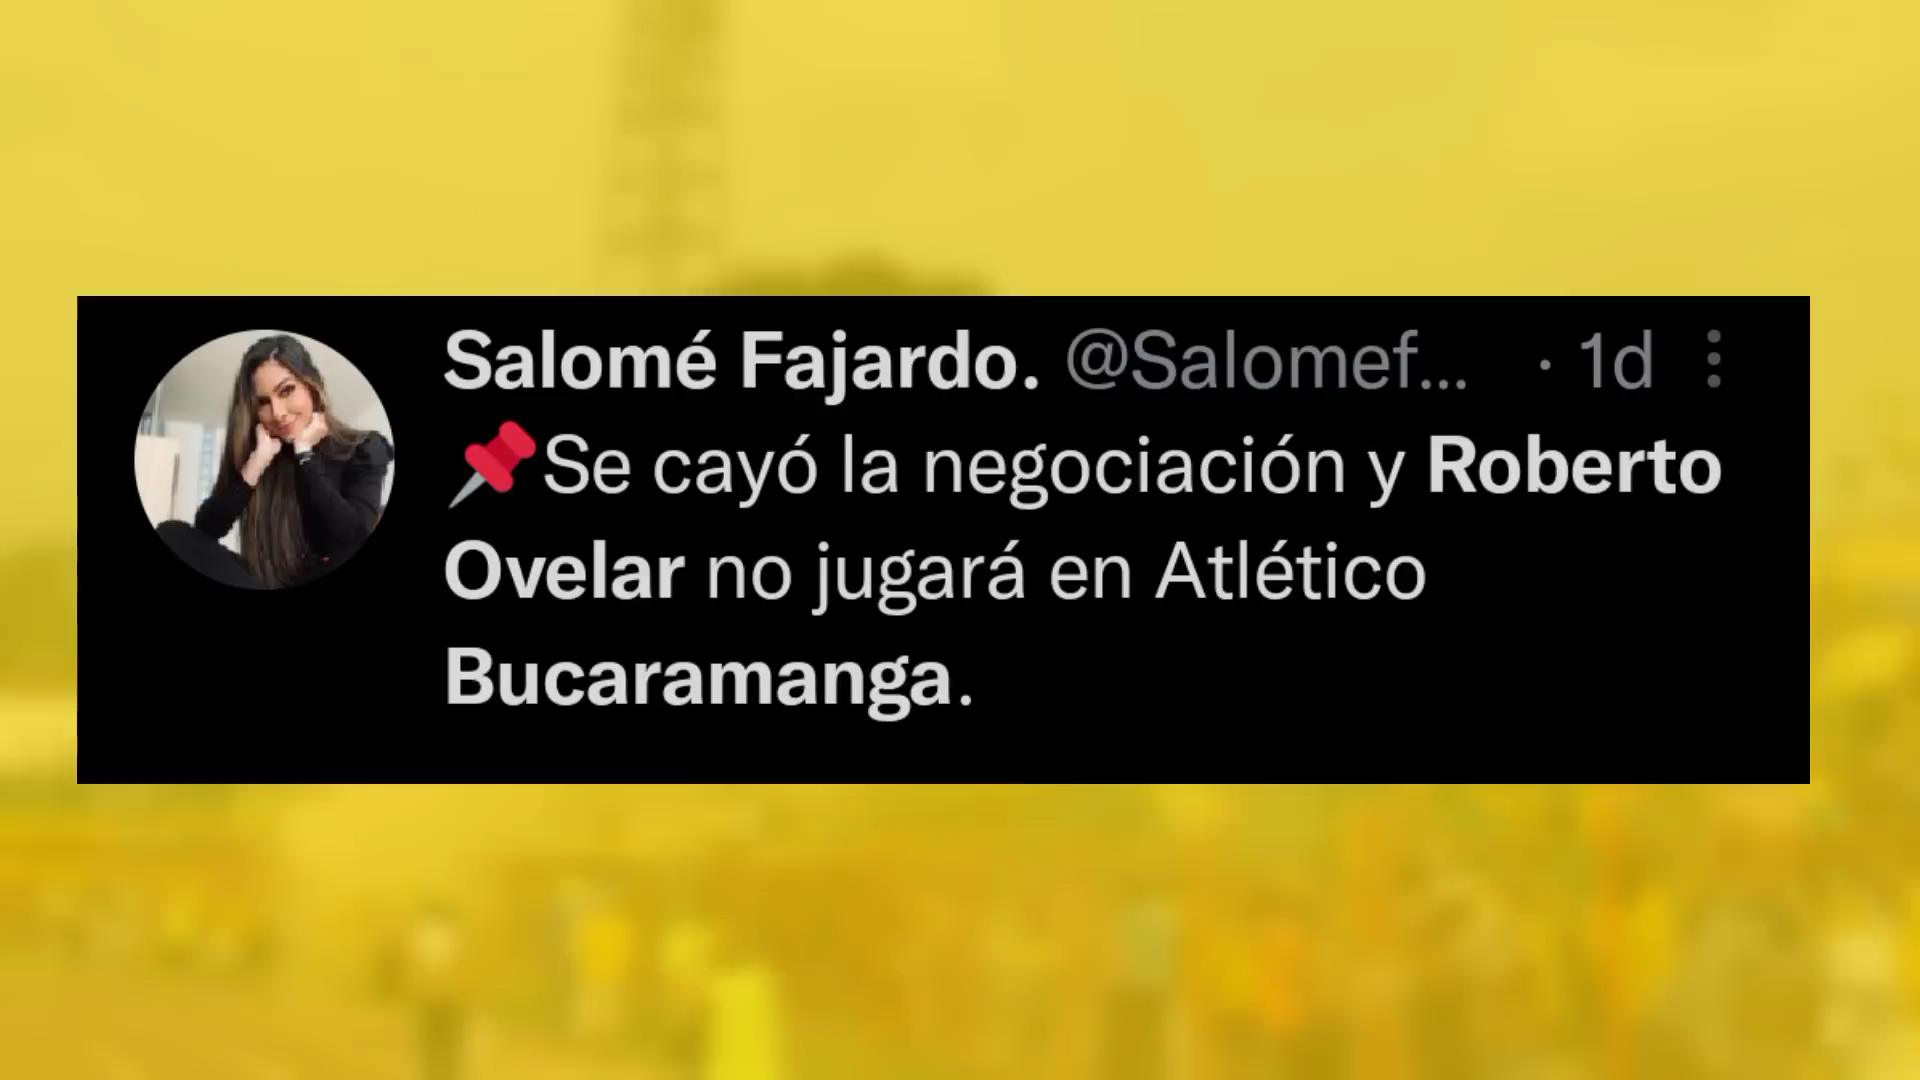 Salomé Fajardo. @Salomef... · 1d
📌Se cayó la negociación y Roberto
Ovelar no jugará en Atlético
Bucaramanga.